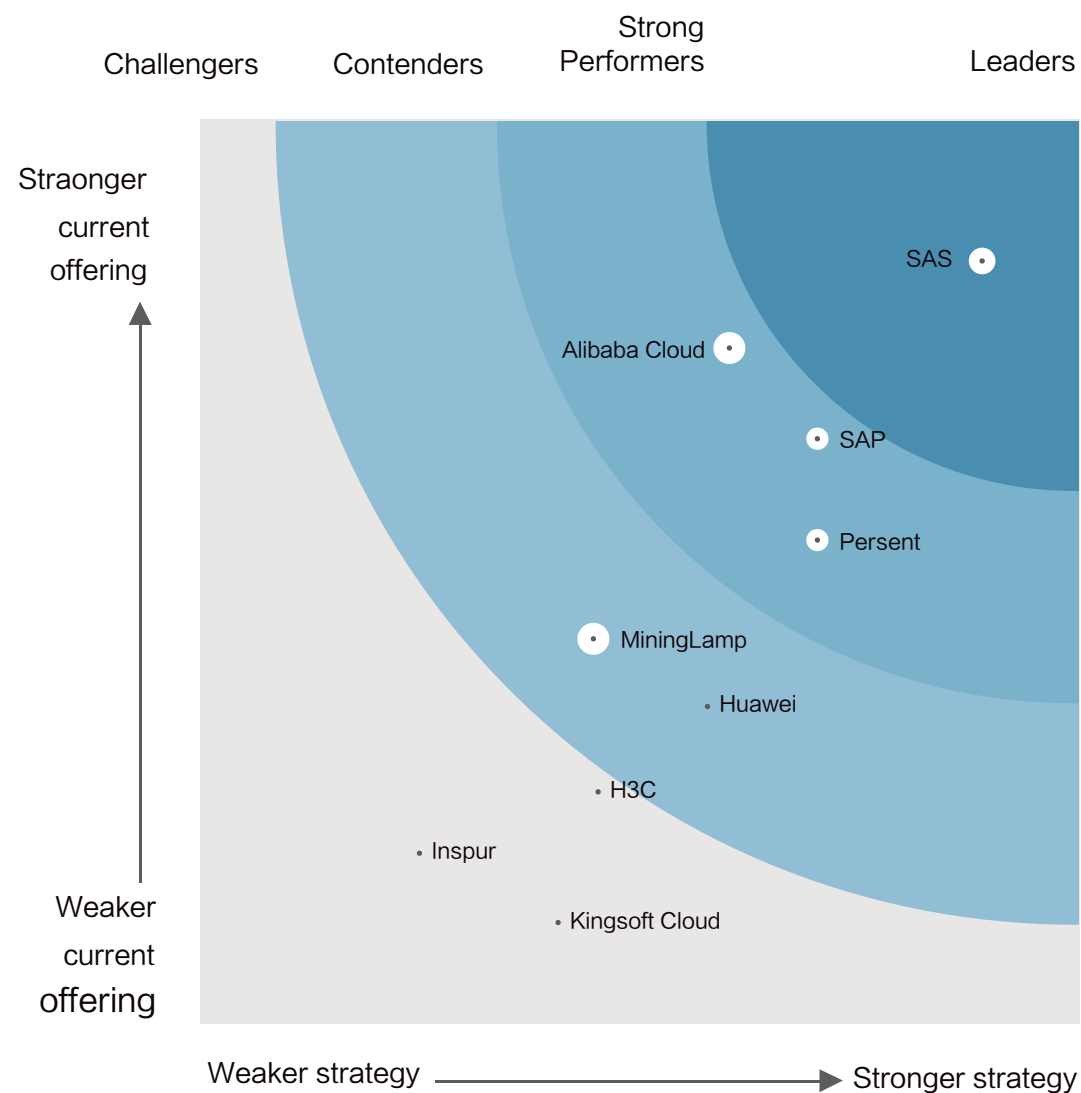 Strong
Challengers Contenders Performers Leaders
Straonger
current
offering
SAS
Alibaba Cloud
SAP
Persent
MiningLamp
Huawei
H3C
Inspur
Kingsoft Cloud
Weaker
current
offering
Weaker strategy Stronger strategy